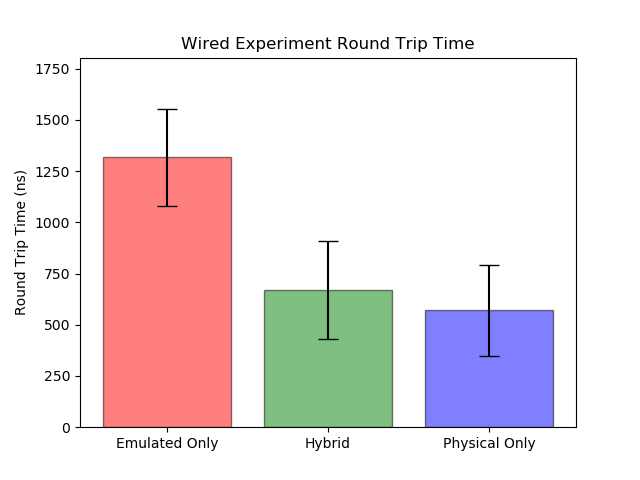 Wired Experiment Round Trip Time
Round Trip Time (ns)
1750
1500
1250
1000
750
500
250
0
Emulated Only
Hybrid
Physical Only